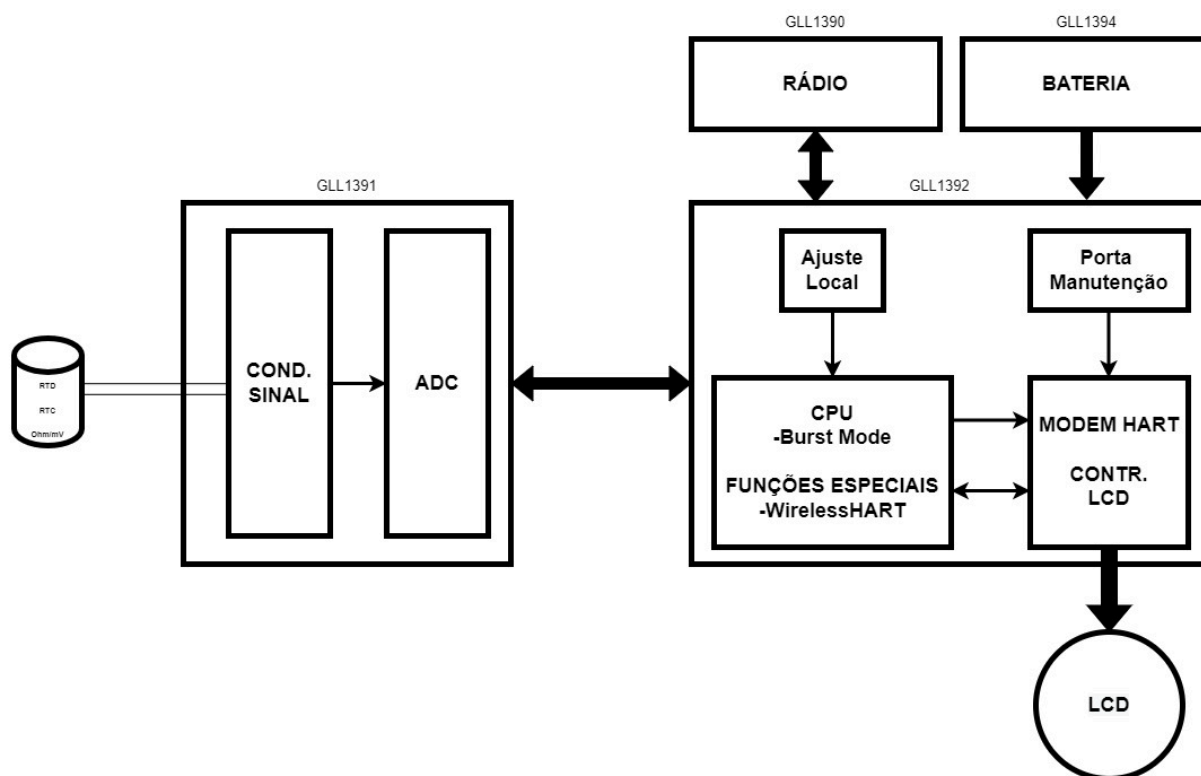 GLL1390
GLL1394
RÁDIO
BATERIA
GLL1391
GLL1392
Ajuste
Local
Porta
Manutenção
COND.
SINAL
ADC
RTD
RTC
Ohm/mV
CPU
-Burst Mode
FUNÇÕES ESPECIAIS
-WirelessHART
MODEM HART
CONTR.
LCD
LCD